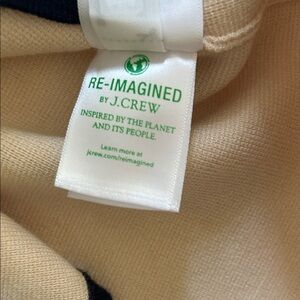 RE-IMAGINED
BY J.CREW
INSPIRED BY THE PLANET
AND ITS PEOPLE.
Learn more at
jcrew.com/reimagined